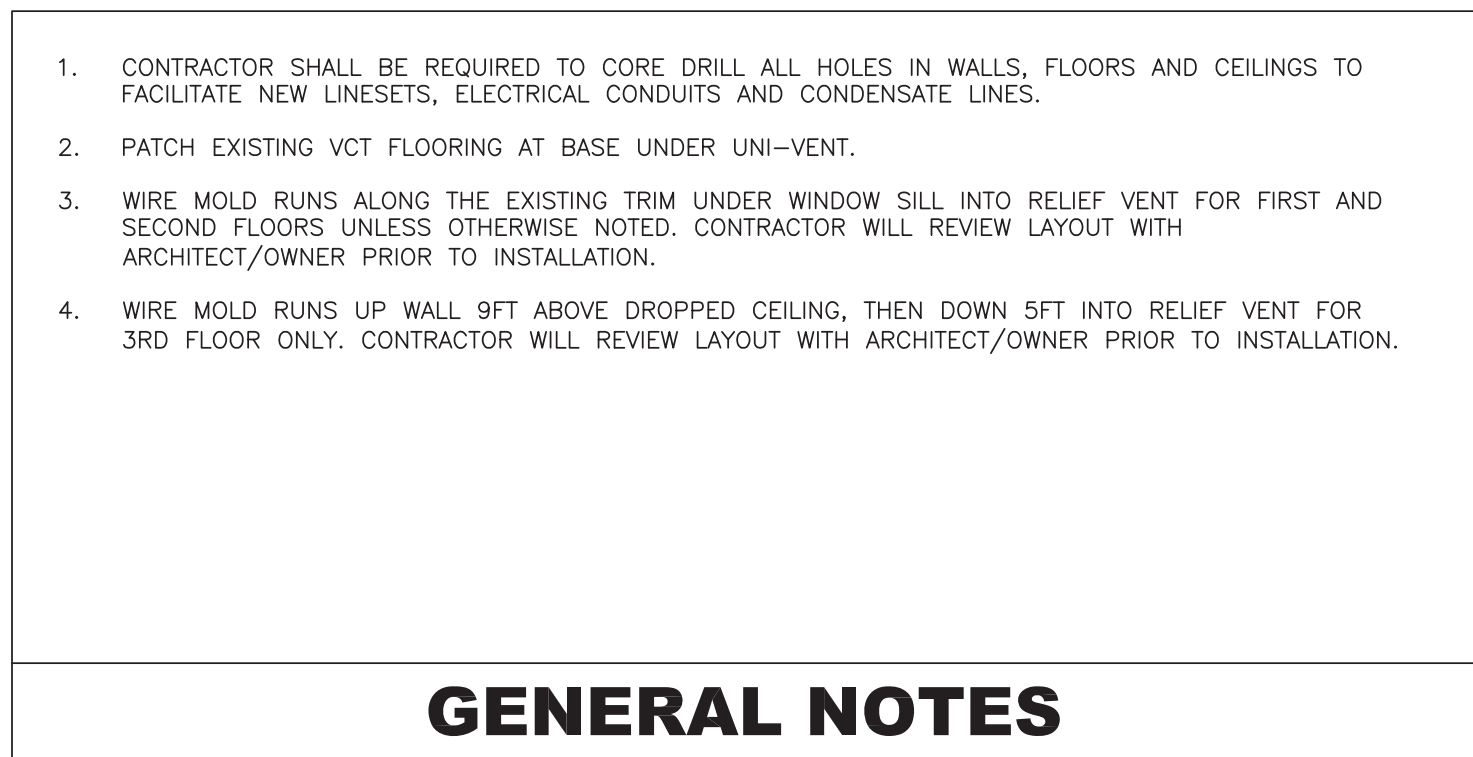 1. CONTRACTOR SHALL BE REQUIRED TO CORE DRILL ALL HOLES IN WALLS, FLOORS AND CEILINGS TO
FACILITATE NEW LINESETS, ELECTRICAL CONDUITS AND CONDENSATE LINES.
2. PATCH EXISTING VCT FLOORING AT BASE UNDER UNI-VENT.
3. WIRE MOLD RUNS ALONG THE EXISTING TRIM UNDER WINDOW SILL INTO RELIEF VENT FOR FIRST AND
SECOND FLOORS UNLESS OTHERWISE NOTED. CONTRACTOR WILL REVIEW LAYOUT WITH
ARCHITECT/OWNER PRIOR TO INSTALLATION.
4. WIRE MOLD RUNS UP WALL 9FT ABOVE DROPPED CEILING, THEN DOWN 5FT INTO RELIEF VENT FOR
3RD FLOOR ONLY. CONTRACTOR WILL REVIEW LAYOUT WITH ARCHITECT/OWNER PRIOR TO INSTALLATION.
GENERAL NOTES